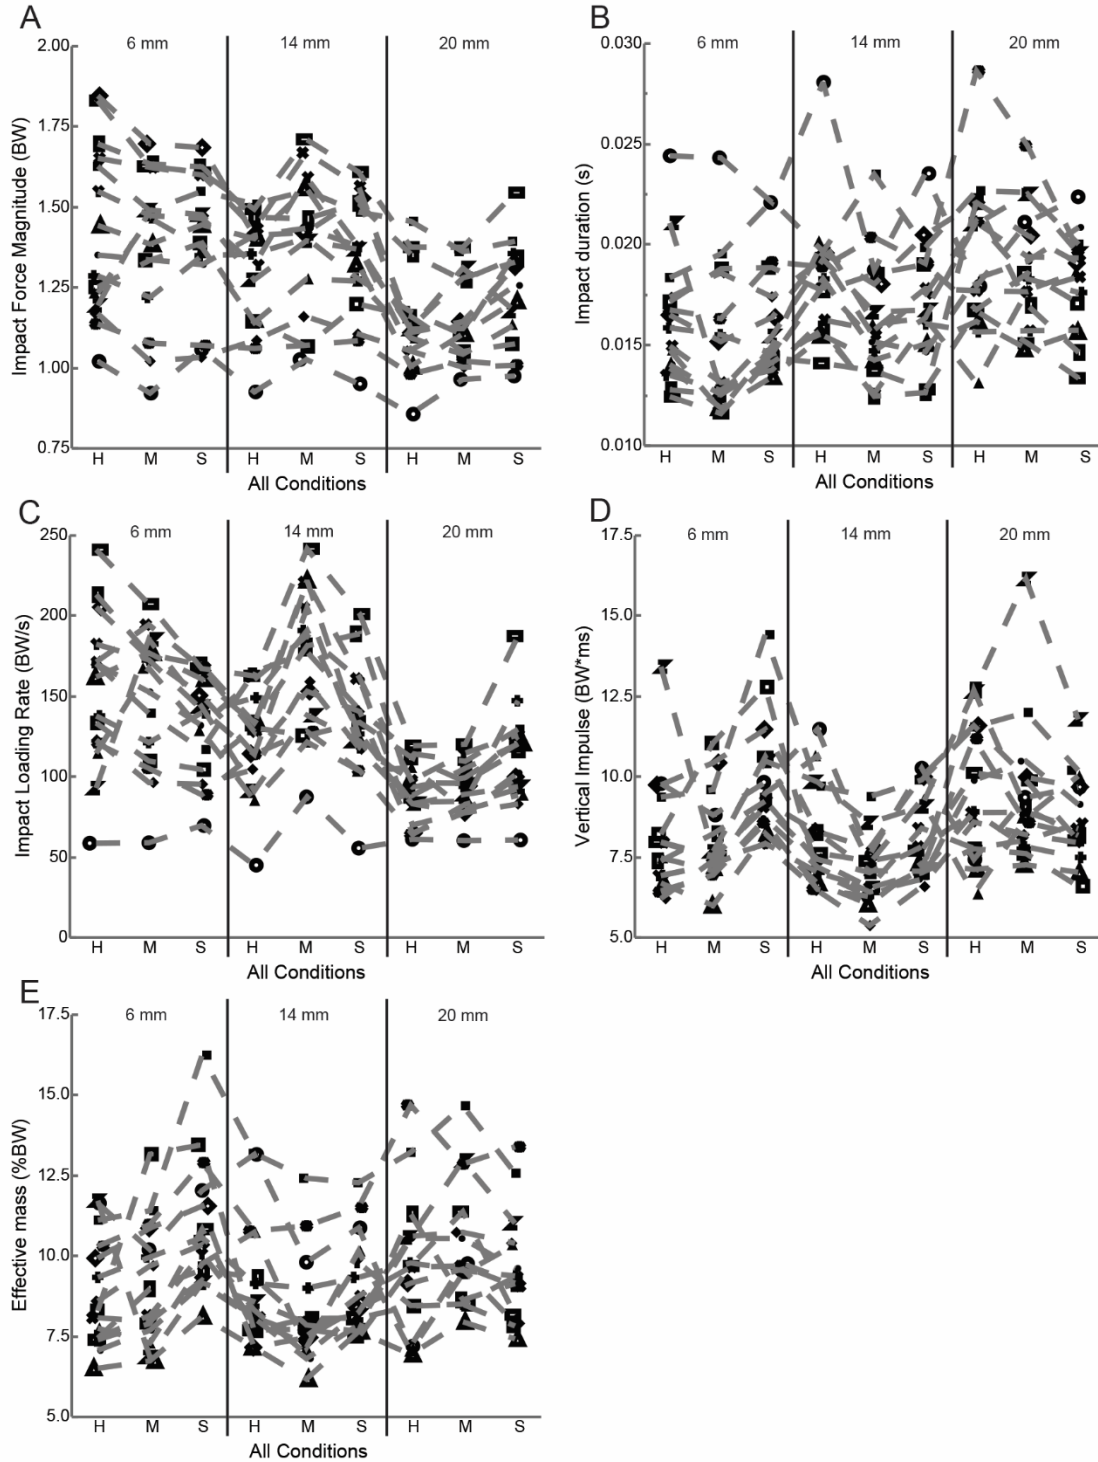 A
6 mm
14 mm
20 mm
2.00
1.75
1.50
1.25
1.00
0.75
Impact Force Magnitude (BW)
H M S H M S H M S
All Conditions
B
6 mm
14 mm
20 mm
0.030
0.025
0.020
0.015
0.010
Impact duration (s)
H M S H M S H M S
All Conditions
C
6 mm
14 mm
20 mm
250
200
150
100
50
0
Impact Loading Rate (BW/s)
H M S H M S H M S
All Conditions
D
6 mm
14 mm
20 mm
17.5
15.0
12.5
10.0
7.5
5.0
Vertical Impulse (BW*ms)
H M S H M S H M S
All Conditions
E
6 mm
14 mm
20 mm
17.5
15.0
12.5
10.0
7.5
5.0
Effective mass (%BW)
H M S H M S H M S
All Conditions